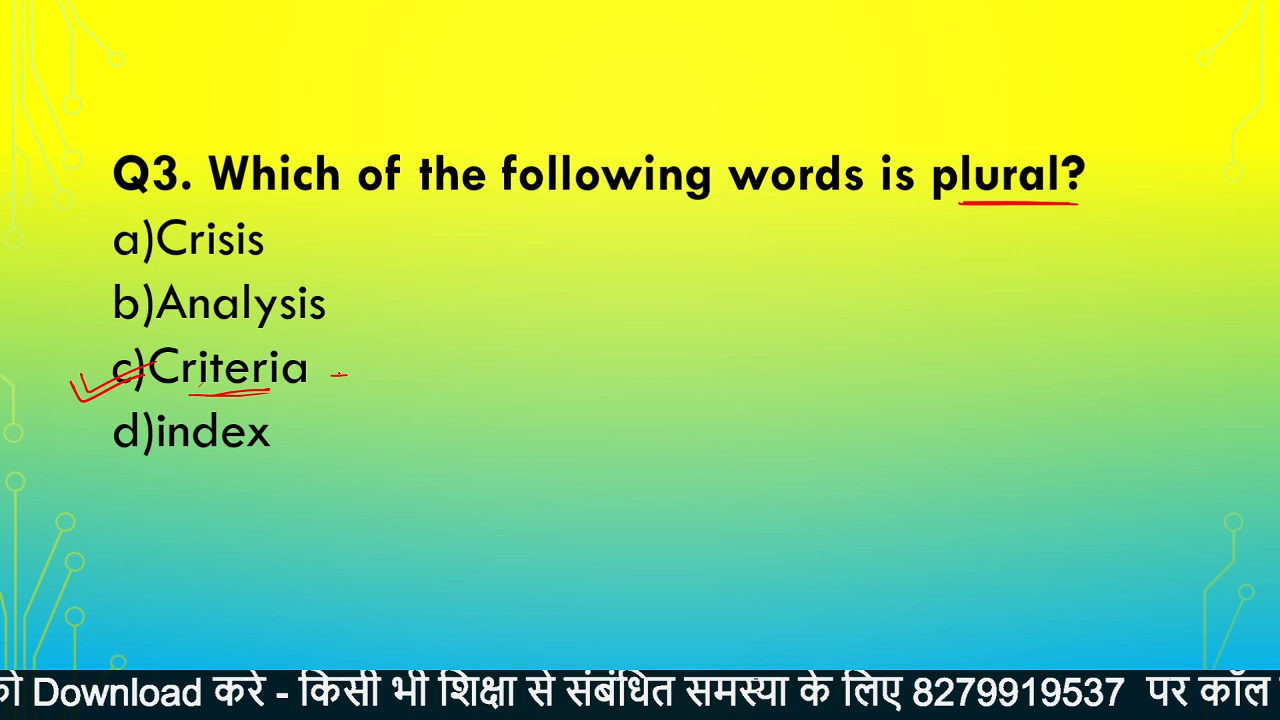 Q3. Which of the following words is plural?
a)Crisis
b)Analysis
c)Criteria
d)index
को Download करे - किसी भी शिक्षा से संबंधित समस्या के लिए 8279919537 पर कॉल